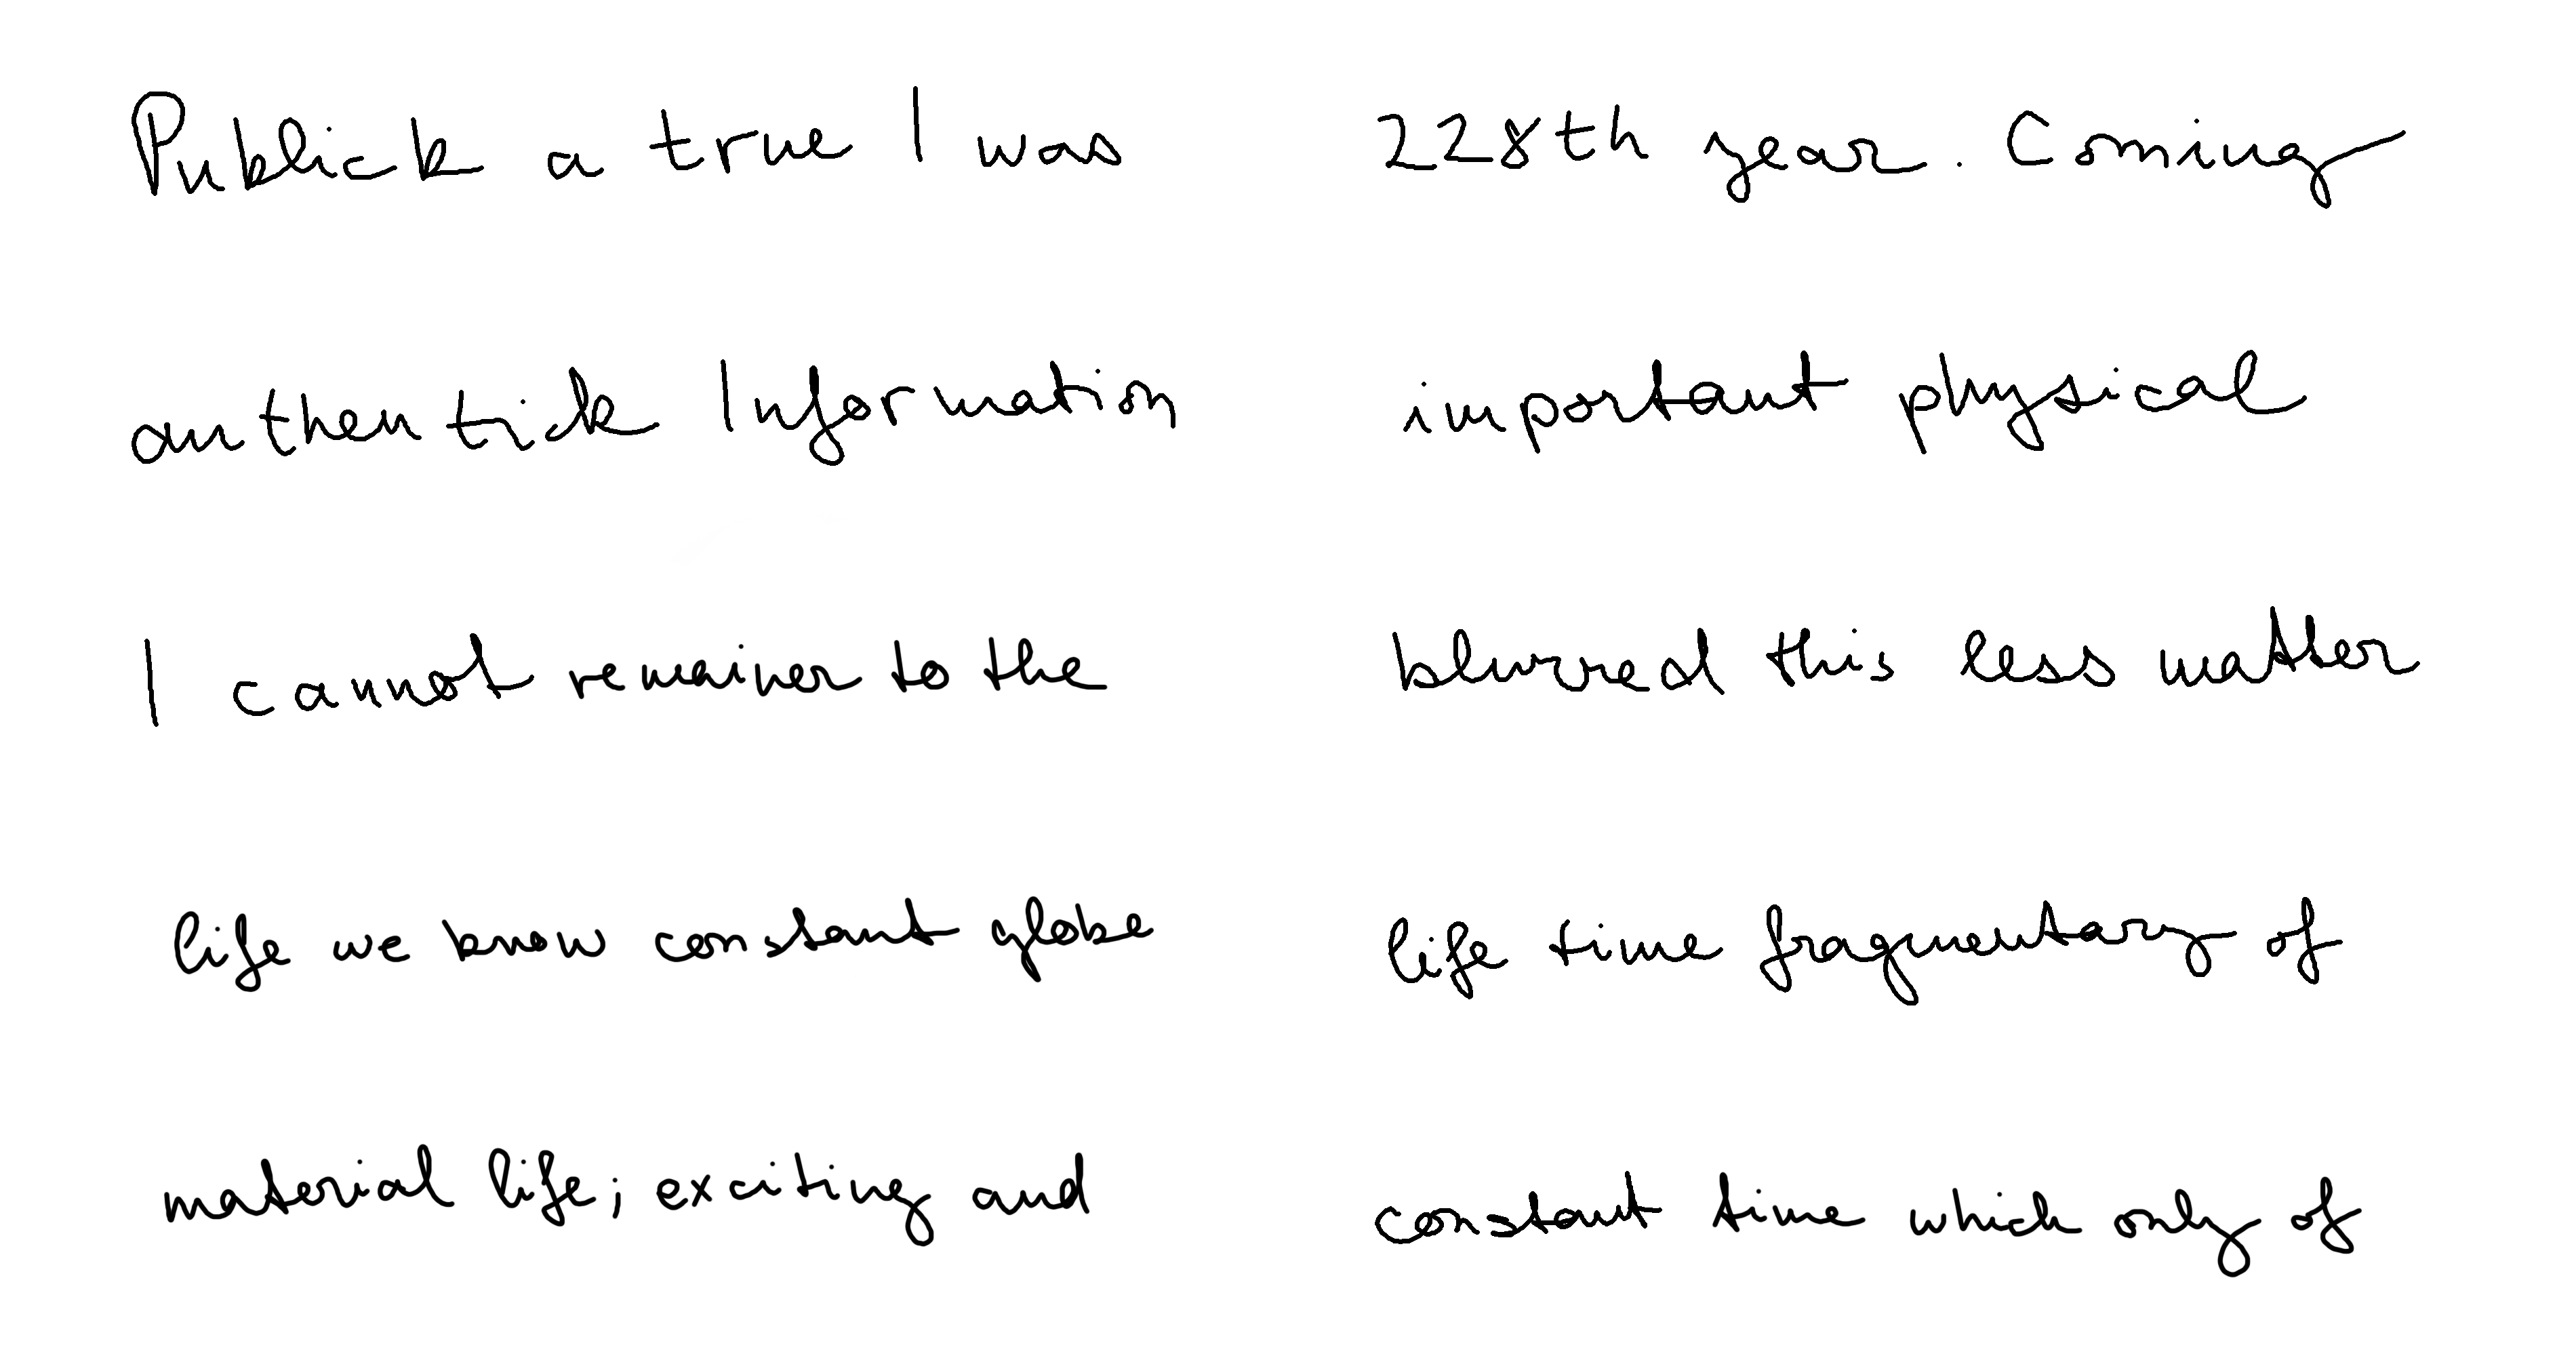 Publick a true I was
authentick Information
I cannot remainer to the
life we know constant globe
material life; exciting and
228th year. Coming
important physical
blurred this less matter
life time fragmentary of
constant time which only of